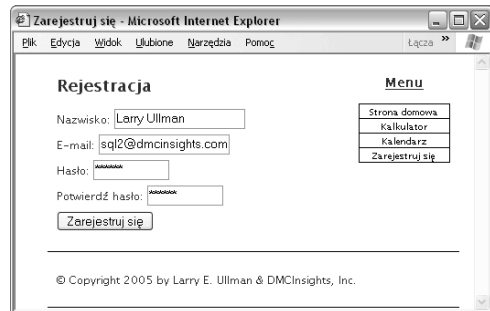 Zarejestruj się - Microsoft Internet Explorer
Plik Edycja Widok Ulubione Narzędzia Pomoc Łącza »
Rejestracja
Nazwisko: Larry Ullman
E-mail: sql2@dmcinsights.com
Hasło: ******
Potwierdź hasło: ******
Zarejestruj się
Menu
Strona domowa
Kalkulator
Kalendarz
Zarejestruj się
© Copyright 2005 by Larry E. Ullman & DMCInsights, Inc.